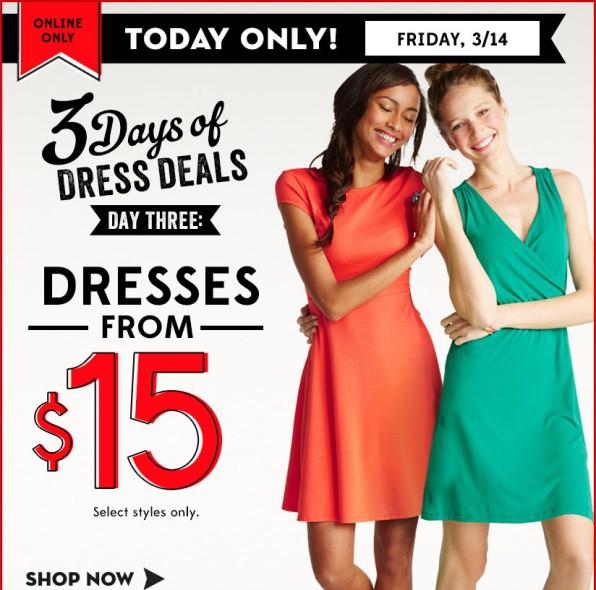 ONLINE
ONLY
TODAY ONLY!
FRIDAY, 3/14
3 Days of
DRESS DEALS
DAY THREE:
DRESSES
FROM
$15
Select styles only.
SHOP NOW